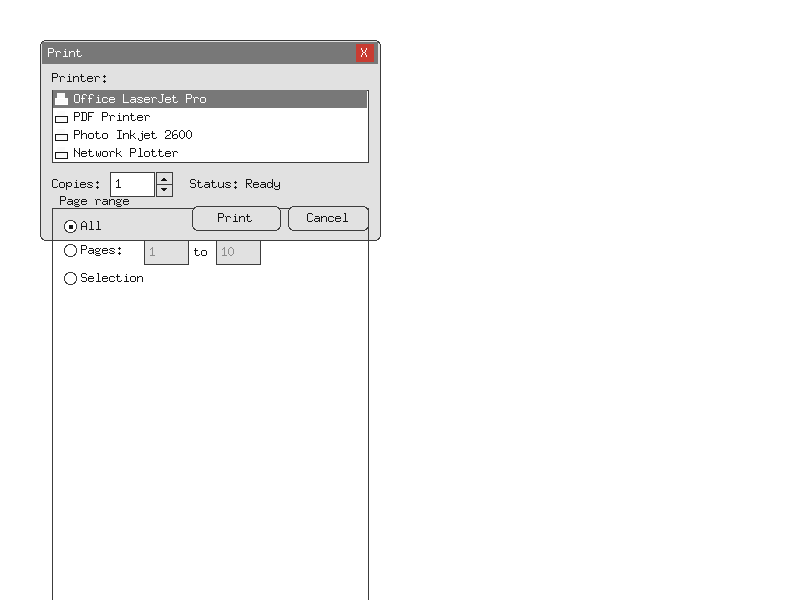 Print X
Printer:
Office LaserJet Pro
PDF Printer
Photo Inkjet 2600
Network Plotter
Copies: 1 Status: Ready
Page range
Print Cancel
All
Pages: 1 to 10
Selection